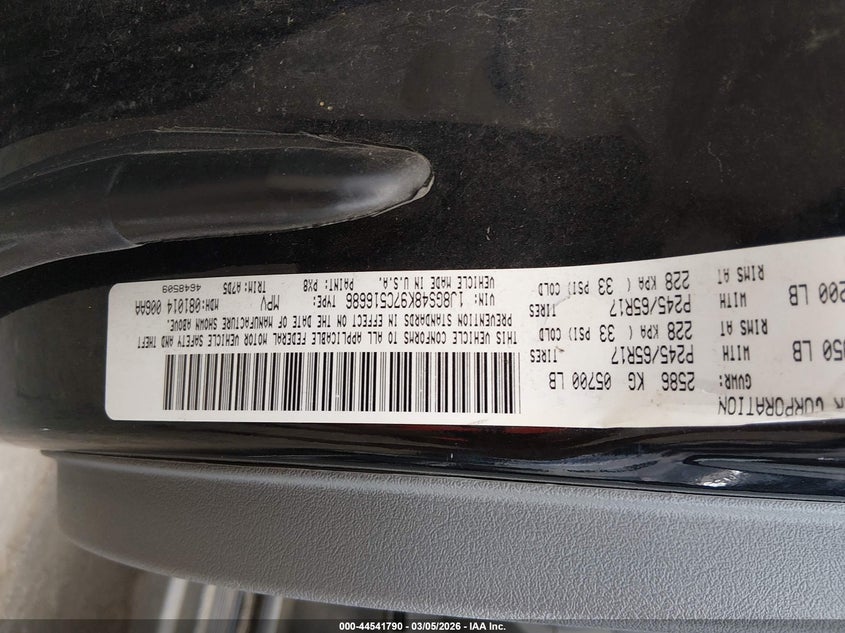 R CORPORATION
GVWR: 2586 KG 05700 LB
050 LB WITH P245/65R17 TIRES
RIMS AT 228 KPA ( 33 PSI) COLD
200 LB WITH P245/65R17 TIRES
RIMS AT 228 KPA ( 33 PSI) COLD
THIS VEHICLE CONFORMS TO ALL APPLICABLE FEDERAL MOTOR VEHICLE SAFETY AND THEFT
PREVENTION STANDARDS IN EFFECT ON THE DATE OF MANUFACTURE SHOWN ABOVE.
VIN: 1J8GS48K97C516686 TYPE: MPV MDH:081014 006AA
VEHICLE MADE IN U.S.A. PAINT: PX8 TRIM:A7D5 4648509
000-44541790 - 03/05/2026 - IAA Inc.